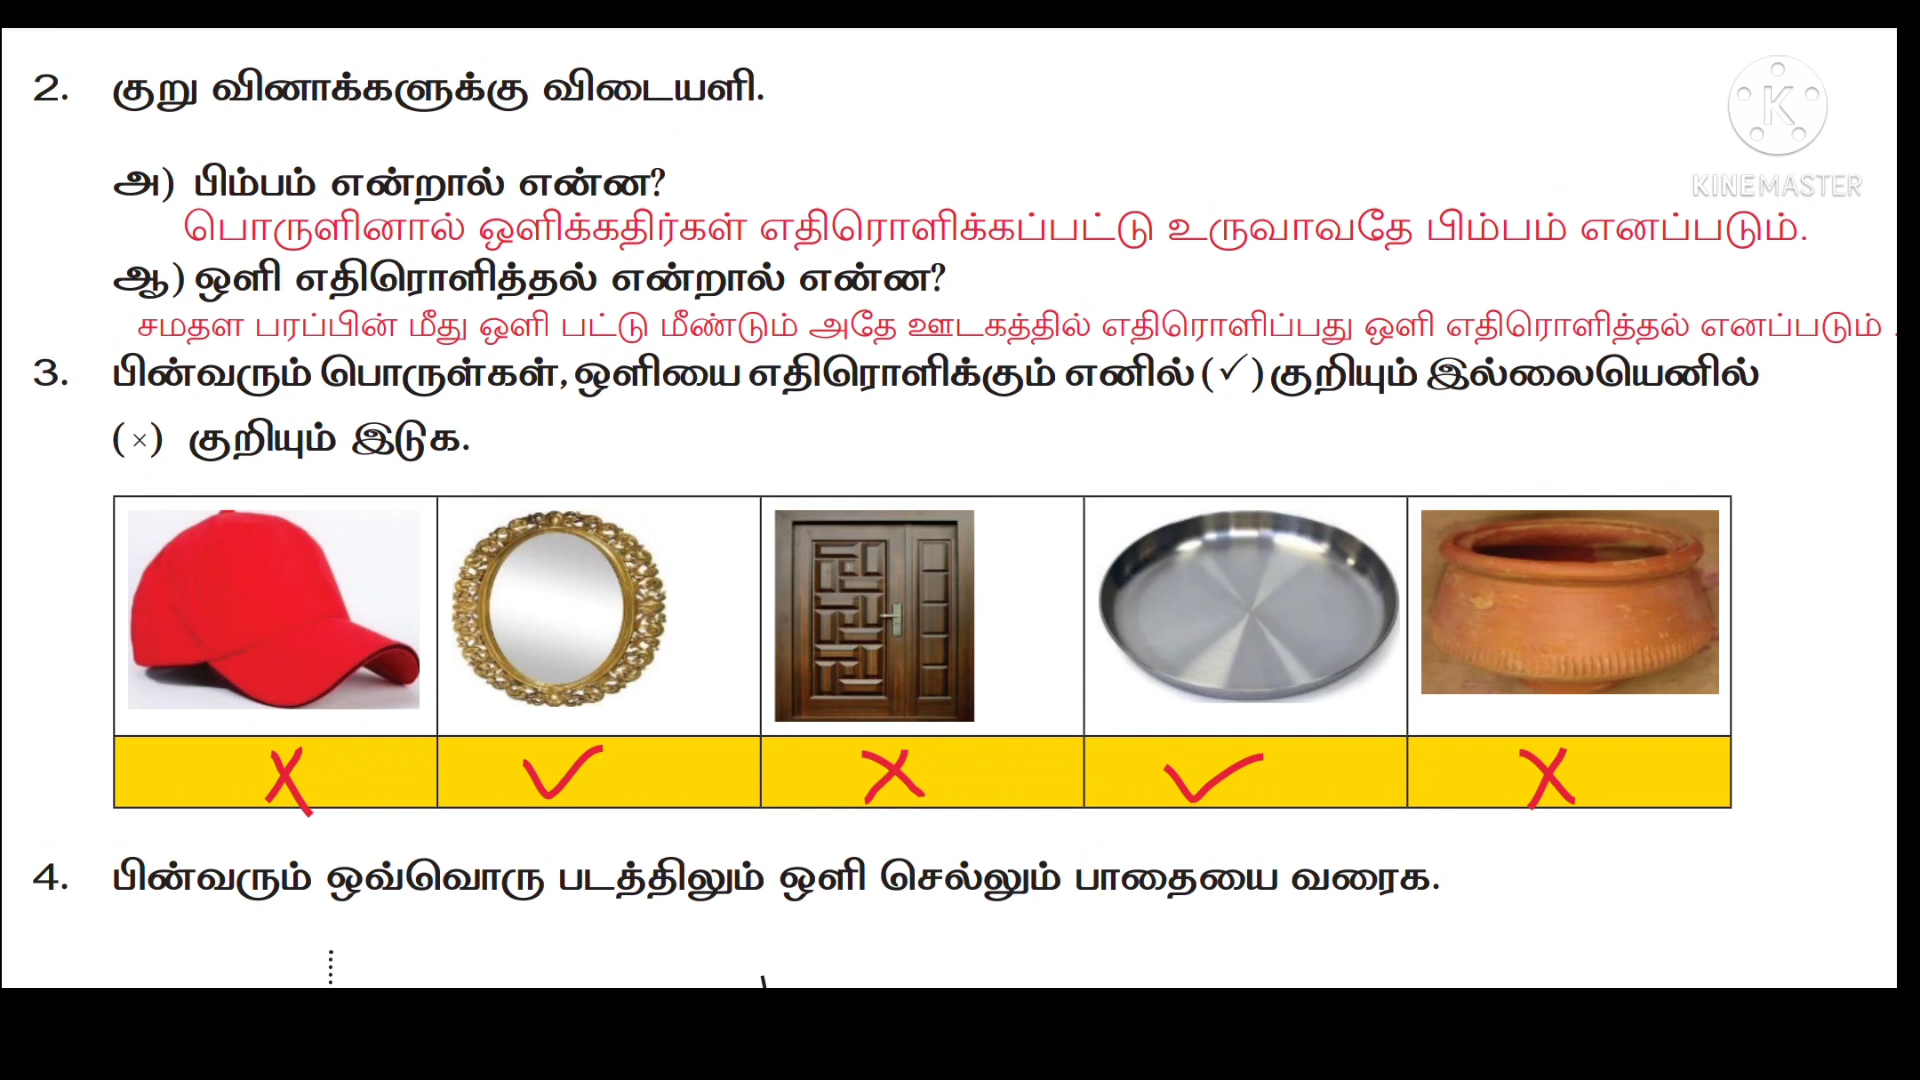 2. குறு வினாக்களுக்கு விடையளி.
KINEMASTER
அ) பிம்பம் என்றால் என்ன?
பொருளினால் ஒளிக்கதிர்கள் எதிரொளிக்கப்பட்டு உருவாவதே பிம்பம் எனப்படும்.
ஆ) ஒளி எதிரொளித்தல் என்றால் என்ன?
சமதள பரப்பின் மீது ஒளி பட்டு மீண்டும் அதே ஊடகத்தில் எதிரொளிப்பது ஒளி எதிரொளித்தல் எனப்படும் .
3. பின்வரும் பொருள்கள், ஒளியை எதிரொளிக்கும் எனில் (✓) குறியும் இல்லையெனில்
(×) குறியும் இடுக.
✗ ✓ ✗ ✓ ✗
4. பின்வரும் ஒவ்வொரு படத்திலும் ஒளி செல்லும் பாதையை வரைக.